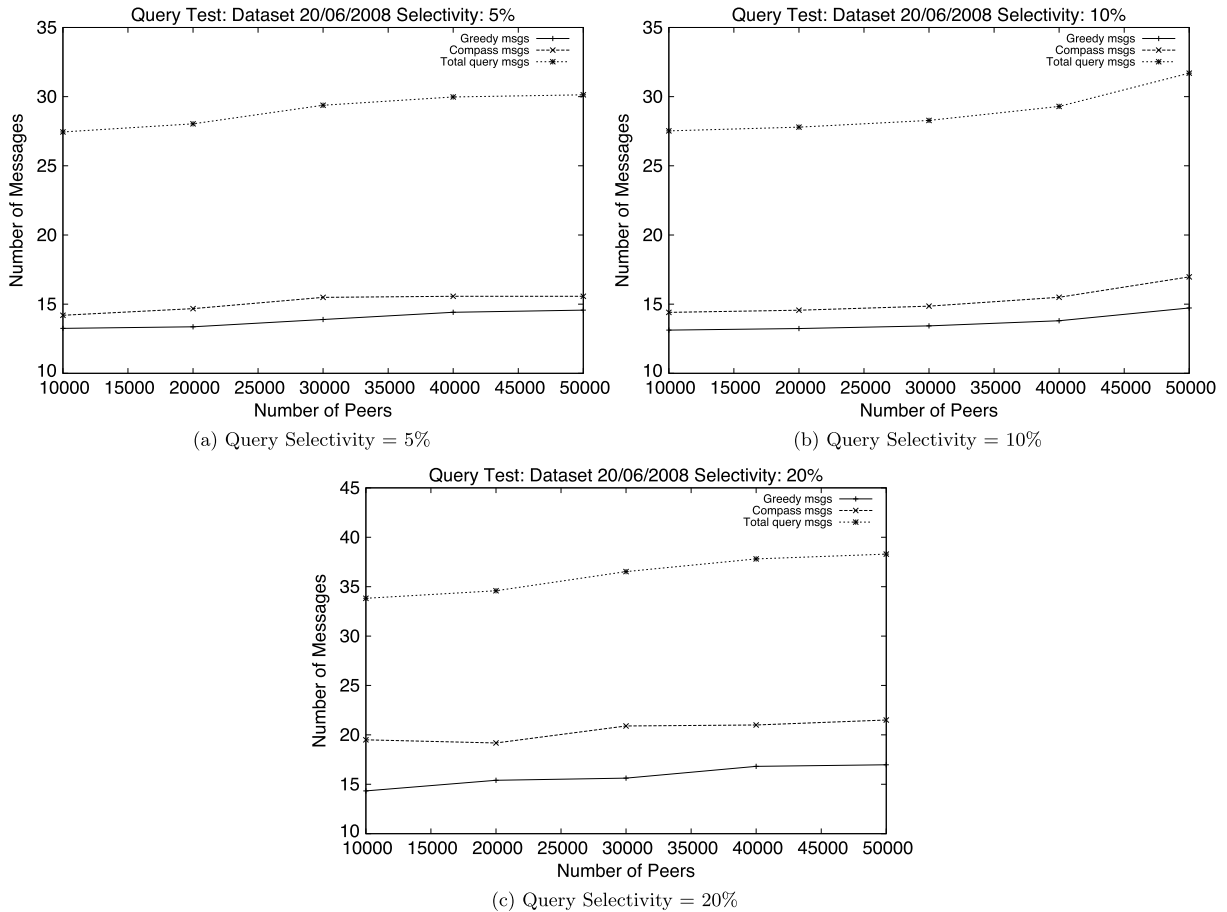 Query Test: Dataset 20/06/2008 Selectivity: 5%
35
30
25
20
15
10
Number of Messages
Greedy msgs
Compass msgs
Total query msgs
10000 15000 20000 25000 30000 35000 40000 45000 50000
Number of Peers
(a) Query Selectivity = 5%
Query Test: Dataset 20/06/2008 Selectivity: 10%
35
30
25
20
15
10
Number of Messages
Greedy msgs
Compass msgs
Total query msgs
10000 15000 20000 25000 30000 35000 40000 45000 50000
Number of Peers
(b) Query Selectivity = 10%
Query Test: Dataset 20/06/2008 Selectivity: 20%
45
40
35
30
25
20
15
10
Number of Messages
Greedy msgs
Compass msgs
Total query msgs
10000 15000 20000 25000 30000 35000 40000 45000 50000
Number of Peers
(c) Query Selectivity = 20%